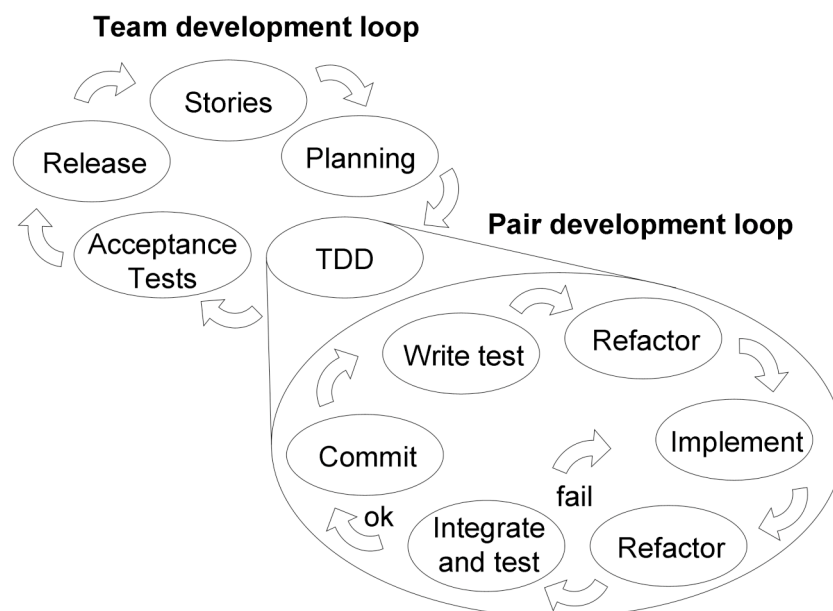 Team development loop
Stories
Release
Planning
Pair development loop
Acceptance
Tests
TDD
Write test
Refactor
Commit
Implement
fail
ok
Integrate
and test
Refactor